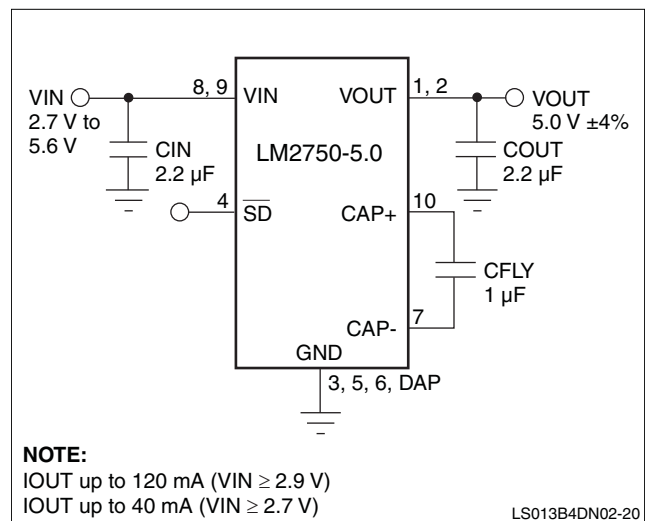 8, 9
VIN
VOUT
1, 2
VIN
2.7 V to
5.6 V
VOUT
5.0 V ±4%
CIN
2.2 µF
LM2750-5.0
COUT
2.2 µF
4
SD
CAP+
10
CFLY
1 µF
CAP-
7
GND
3, 5, 6, DAP
NOTE:
IOUT up to 120 mA (VIN ≥ 2.9 V)
IOUT up to 40 mA (VIN ≥ 2.7 V)
LS013B4DN02-20